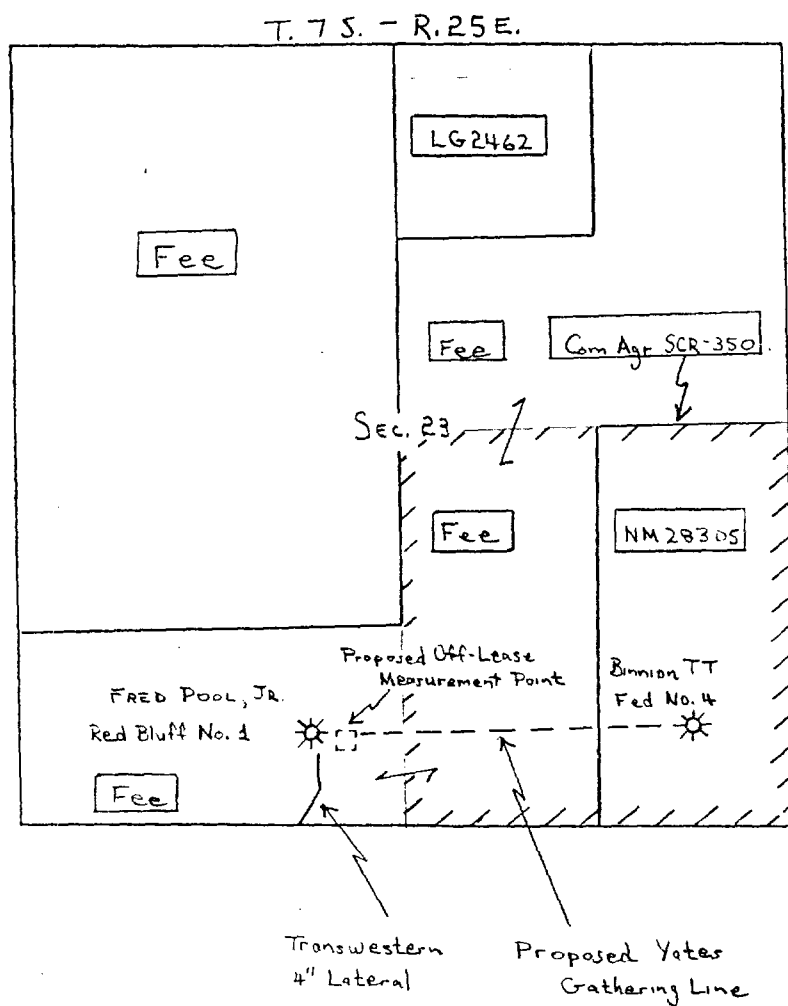 T. 7 S. - R. 25 E.
LG2462
Fee
Fee
Com Agr SCR-350.
SEC. 23
Fee
NM 28305
Proposed Off-Lease
Measurement Point
Binnion TT
Fed No. 4
FRED POOL, JR.
Red Bluff No. 1
Fee
Transwestern
4" Lateral
Proposed Yates
Gathering Line